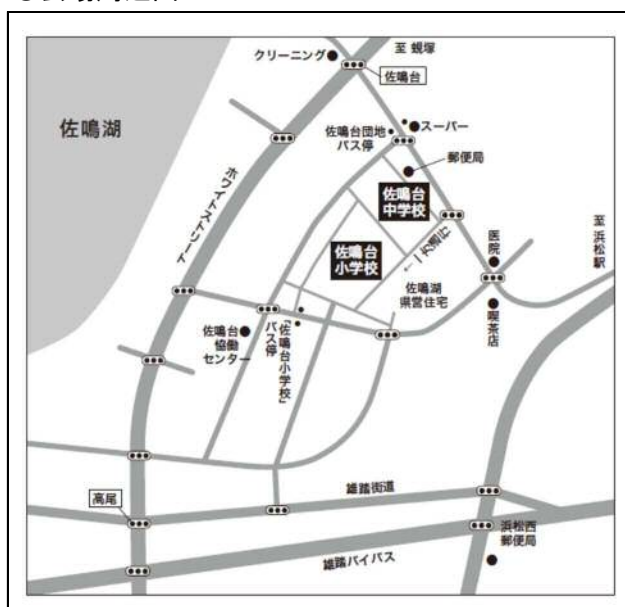 至 蜆塚
クリーニング
佐鳴台
佐鳴湖
佐鳴台団地
バス停
スーパー
郵便局
佐鳴台
中学校
ホワイトストリート
佐鳴台
小学校
←一方通行
医院
至 浜松駅
佐鳴湖
県営住宅
喫茶店
佐鳴台
協働
センター
「佐鳴台小学校」
バス停
高尾
雄踏街道
浜松西
郵便局
雄踏バイパス